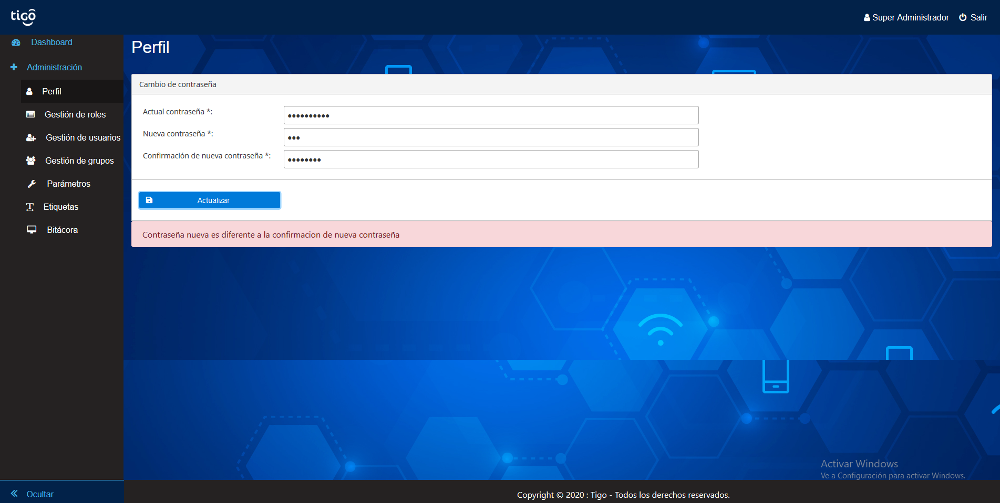 tigo
Super Administrador
Salir
Dashboard
Administración
Perfil
Gestión de roles
Gestión de usuarios
Gestión de grupos
Parámetros
Etiquetas
Bitácora
Ocultar
Perfil
Cambio de contraseña
Actual contraseña *:
Nueva contraseña *:
Confirmación de nueva contraseña *:
Actualizar
Contraseña nueva es diferente a la confirmacion de nueva contraseña
Activar Windows
Ve a Configuración para activar Windows.
Copyright © 2020 : Tigo - Todos los derechos reservados.